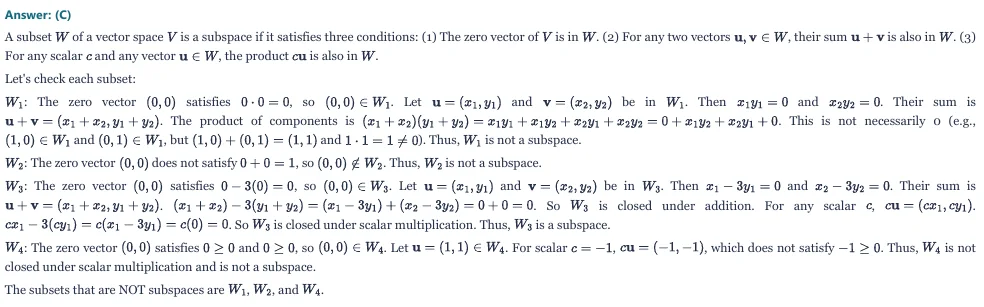 Answer: (C)
A subset W of a vector space V is a subspace if it satisfies three conditions: (1) The zero vector of V is in W. (2) For any two vectors u, v ∈ W, their sum u + v is also in W. (3)
For any scalar c and any vector u ∈ W, the product cu is also in W.
Let's check each subset:
W₁: The zero vector (0, 0) satisfies 0 · 0 = 0, so (0, 0) ∈ W₁. Let u = (x₁, y₁) and v = (x₂, y₂) be in W₁. Then x₁y₁ = 0 and x₂y₂ = 0. Their sum is
u + v = (x₁ + x₂, y₁ + y₂). The product of components is (x₁ + x₂)(y₁ + y₂) = x₁y₁ + x₁y₂ + x₂y₁ + x₂y₂ = 0 + x₁y₂ + x₂y₁ + 0. This is not necessarily 0 (e.g.,
(1, 0) ∈ W₁ and (0, 1) ∈ W₁, but (1, 0) + (0, 1) = (1, 1) and 1 · 1 = 1 ≠ 0). Thus, W₁ is not a subspace.
W₂: The zero vector (0, 0) does not satisfy 0 + 0 = 1, so (0, 0) ∉ W₂. Thus, W₂ is not a subspace.
W₃: The zero vector (0, 0) satisfies 0 − 3(0) = 0, so (0, 0) ∈ W₃. Let u = (x₁, y₁) and v = (x₂, y₂) be in W₃. Then x₁ − 3y₁ = 0 and x₂ − 3y₂ = 0. Their sum is
u + v = (x₁ + x₂, y₁ + y₂). (x₁ + x₂) − 3(y₁ + y₂) = (x₁ − 3y₁) + (x₂ − 3y₂) = 0 + 0 = 0. So W₃ is closed under addition. For any scalar c, cu = (cx₁, cy₁).
cx₁ − 3(cy₁) = c(x₁ − 3y₁) = c(0) = 0. So W₃ is closed under scalar multiplication. Thus, W₃ is a subspace.
W₄: The zero vector (0, 0) satisfies 0 ≥ 0 and 0 ≥ 0, so (0, 0) ∈ W₄. Let u = (1, 1) ∈ W₄. For scalar c = −1, cu = (−1, −1), which does not satisfy −1 ≥ 0. Thus, W₄ is not
closed under scalar multiplication and is not a subspace.
The subsets that are NOT subspaces are W₁, W₂, and W₄.